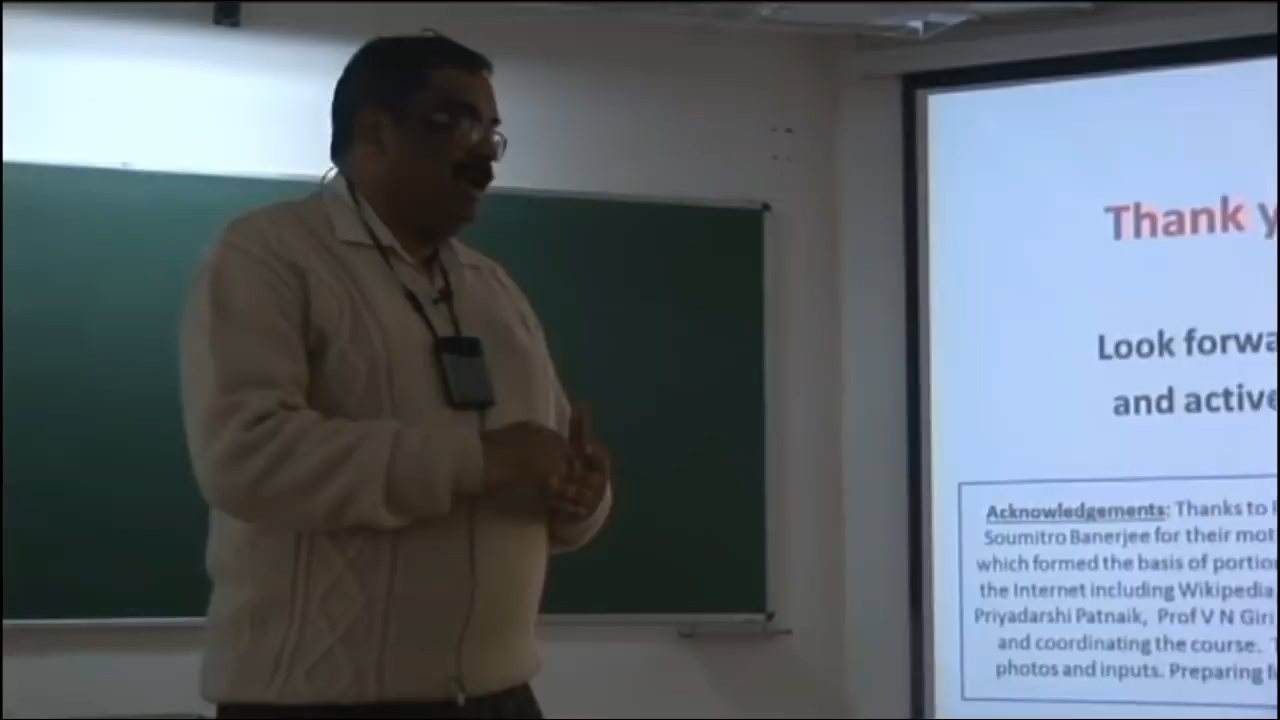 Thank
Look forwa
and active
Acknowledgements: Thanks to
Soumitro Banerjee for their mot
which formed the basis of portion
the Internet including Wikipedia
Priyadarshi Patnaik, Prof V N Giri
and coordinating the course.
photos and inputs. Preparing